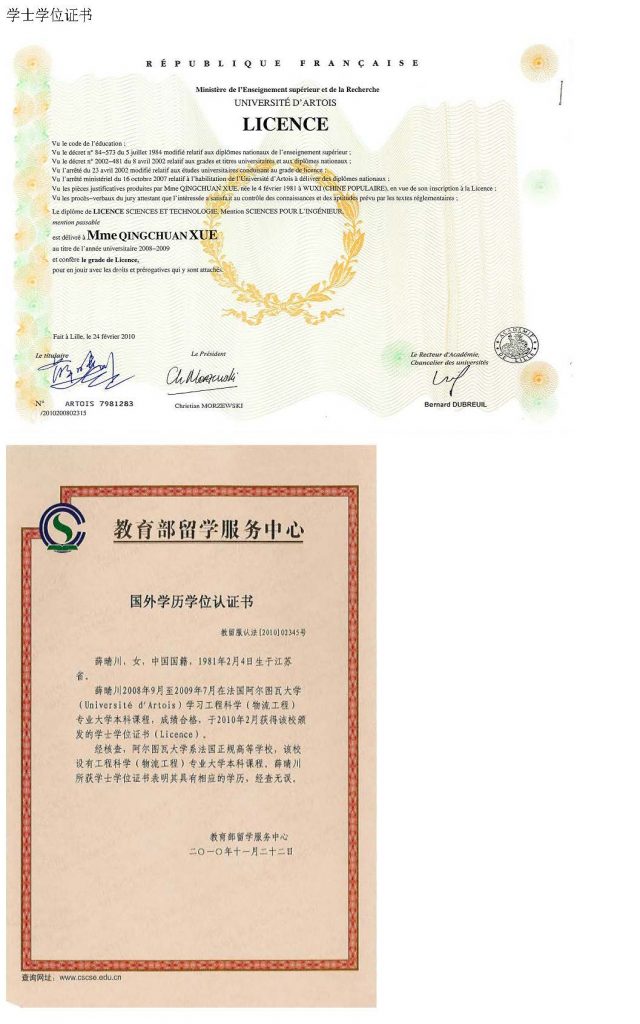 学士学位证书
RÉPUBLIQUE FRANÇAISE
Ministère de l'Enseignement supérieur et de la Recherche
UNIVERSITÉ D'ARTOIS
LICENCE
Vu le code de l'éducation ;
Vu le décret n° 84-573 du 5 juillet 1984 modifié relatif aux diplômes nationaux de l'enseignement supérieur ;
Vu le décret n° 2002-481 du 8 avril 2002 relatif aux grades et titres universitaires et aux diplômes nationaux ;
Vu l'arrêté du 23 avril 2002 modifié relatif aux études universitaires conduisant au grade de licence ;
Vu l'arrêté ministériel du 16 octobre 2007 relatif à l'habilitation de l'Université d'Artois à délivrer des diplômes nationaux ;
Vu les pièces justificatives produites par Mme QINGCHUAN XUE, née le 4 février 1981 à WUXI (CHINE POPULAIRE), en vue de son inscription à la Licence ;
Vu les procès-verbaux du jury attestant que l'intéressée a satisfait au contrôle des connaissances et des aptitudes prévu par les textes réglementaires ;
Le diplôme de LICENCE SCIENCES ET TECHNOLOGIE, Mention SCIENCES POUR L'INGÉNIEUR,
mention passable
est délivré à Mme QINGCHUAN XUE
au titre de l'année universitaire 2008-2009
et confère le grade de Licence,
pour en jouir avec les droits et prérogatives qui y sont attachés.
Fait à Lille, le 24 février 2010
Le titulaire
Le Président
Le Recteur d'Académie,
Chancelier des universités
N° ARTOIS 7981283
/2010200802315
Christian MORZEWSKI
Bernard DUBREUIL
教育部留学服务中心
国外学历学位认证书
教留服认法[2010]02345号
薛晴川，女，中国国籍，1981年2月4日生于江苏
省。
薛晴川2008年9月至2009年7月在法国阿尔图瓦大学
(Université d'Artois)学习工程科学（物流工程）
专业大学本科课程，成绩合格，于2010年2月获得该校颁
发的学士学位证书(Licence)。
经核查，阿尔图瓦大学系法国正规高等学校，该校
设有工程科学（物流工程）专业大学本科课程。薛晴川
所获学士学位证书表明其具有相应的学历，经查无误。
教育部留学服务中心
二〇一〇年十一月二十二日
查询网址：www.cscse.edu.cn